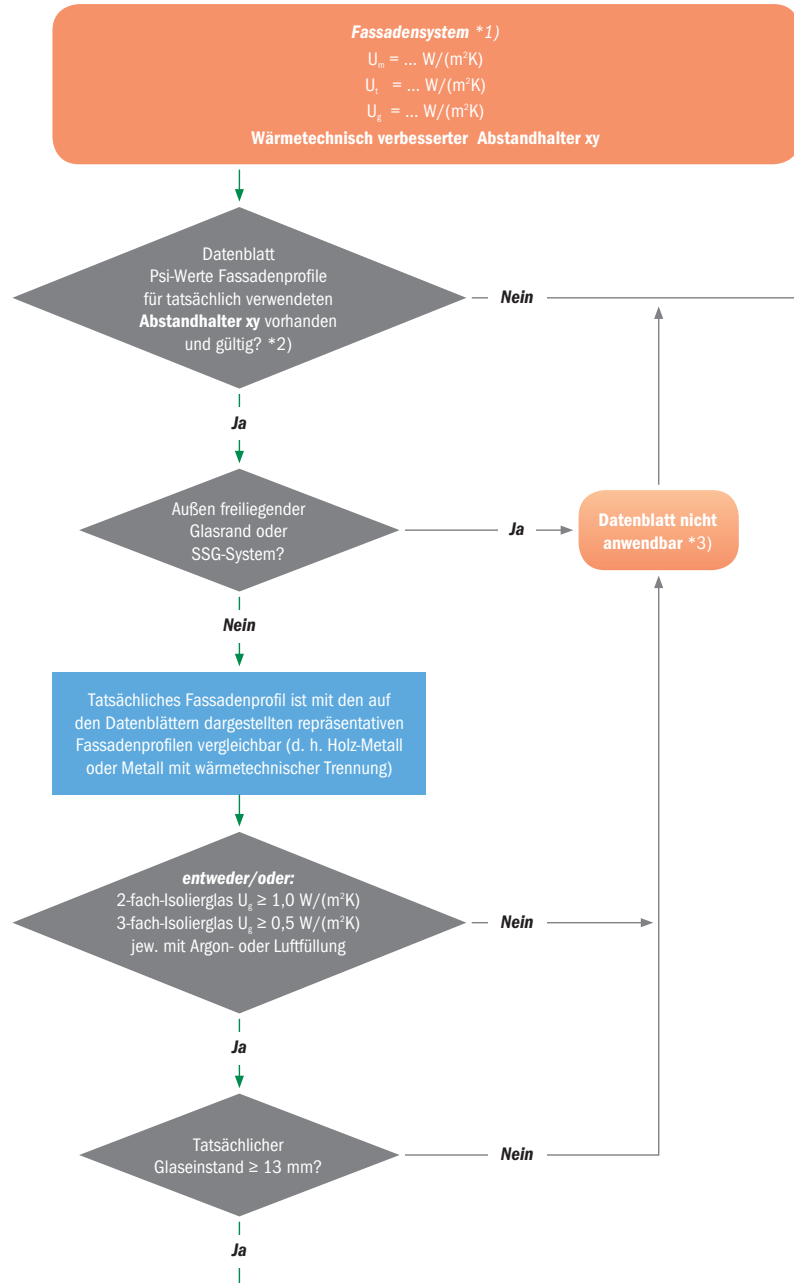 Fassadensystem *1)
Uₘ = ... W/(m²K)
Uₜ = ... W/(m²K)
U_g = ... W/(m²K)
Wärmetechnisch verbesserter Abstandhalter xy
Datenblatt
Psi-Werte Fassadenprofile
für tatsächlich verwendeten
Abstandhalter xy vorhanden
und gültig? *2)
Nein
Ja
Außen freiliegender
Glasrand oder
SSG-System?
Ja
Datenblatt nicht
anwendbar *3)
Nein
Tatsächliches Fassadenprofil ist mit den auf
den Datenblättern dargestellten repräsentativen
Fassadenprofilen vergleichbar (d. h. Holz-Metall
oder Metall mit wärmetechnischer Trennung)
entweder/oder:
2-fach-Isolierglas U_g ≥ 1,0 W/(m²K)
3-fach-Isolierglas U_g ≥ 0,5 W/(m²K)
jew. mit Argon- oder Luftfüllung
Nein
Ja
Tatsächlicher
Glaseinstand ≥ 13 mm?
Nein
Ja